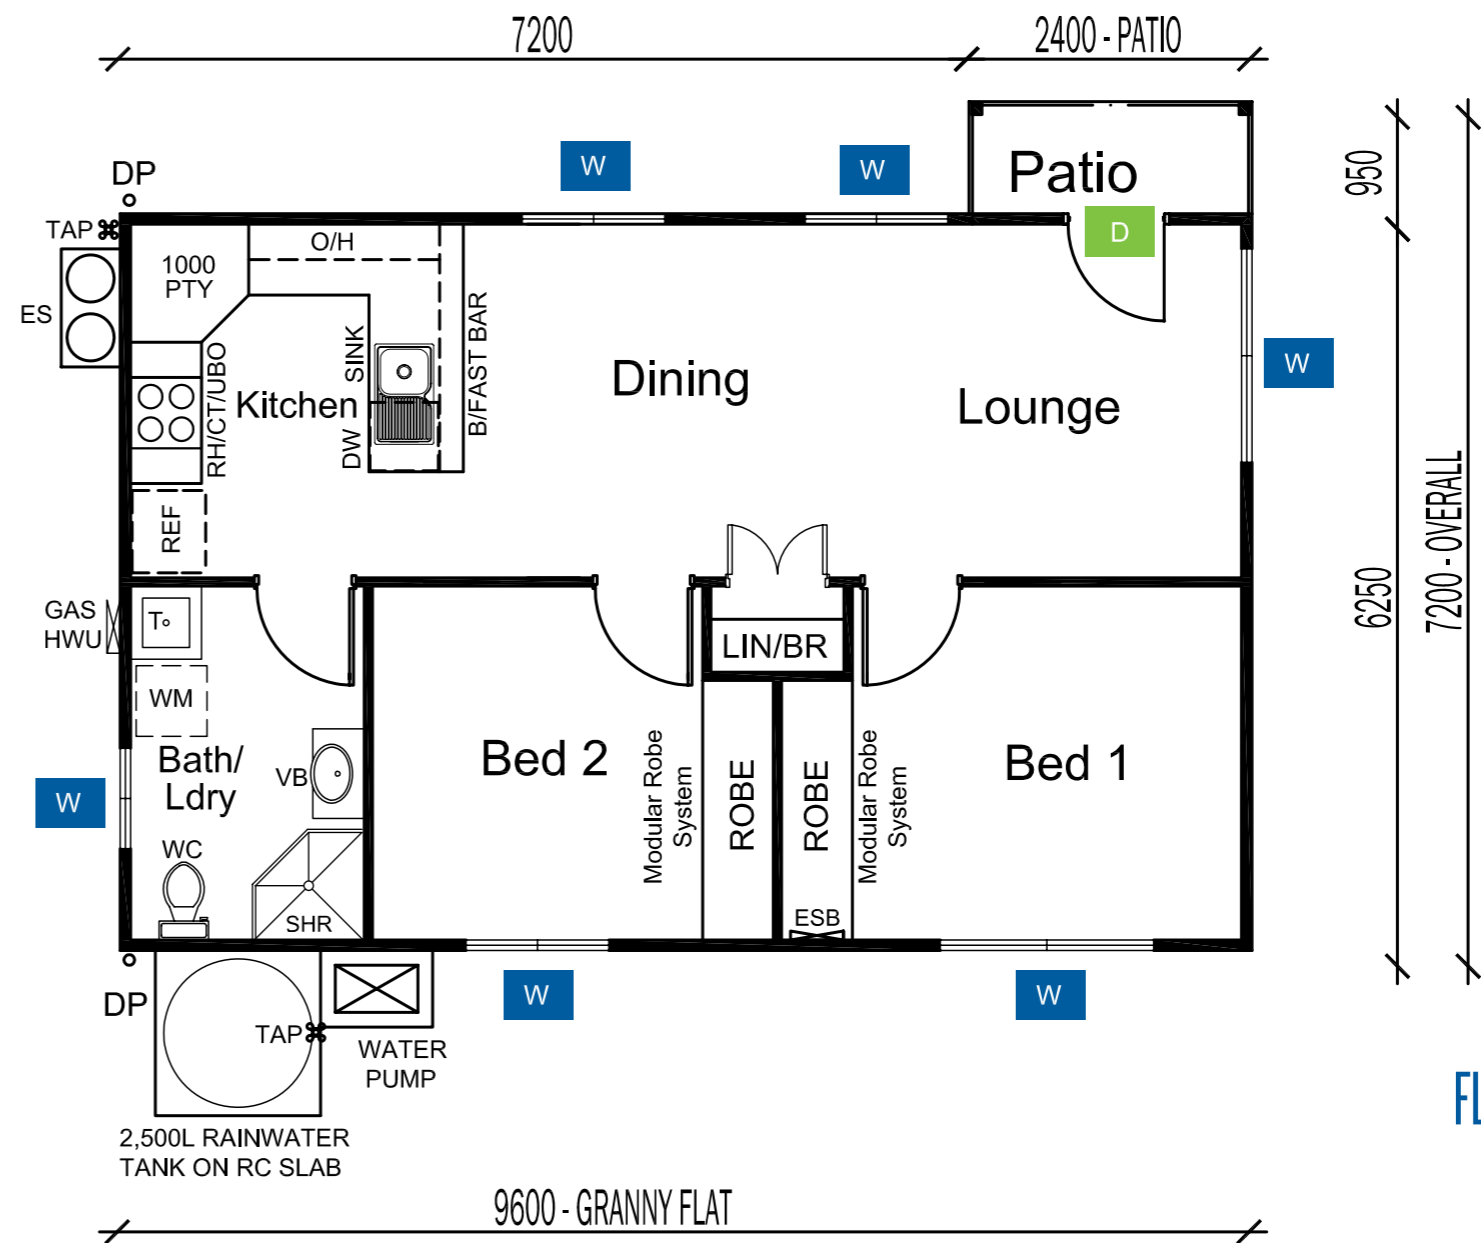 7200
2400 - PATIO
DP
W
W
Patio
950
TAP
D
O/H
1000
PTY
ES
W
SINK
B/FAST BAR
RH/CT/UBO
Kitchen
Dining
Lounge
DW
REF
7200 - OVERALL
6250
GAS
HWU
T
LIN/BR
WM
Bath/
Ldry
VB
Bed 2
Modular Robe
System
ROBE
ROBE
Modular Robe
System
Bed 1
W
WC
SHR
ESB
DP
W
W
TAP
WATER
PUMP
FL
2,500L RAINWATER
TANK ON RC SLAB
9600 - GRANNY FLAT